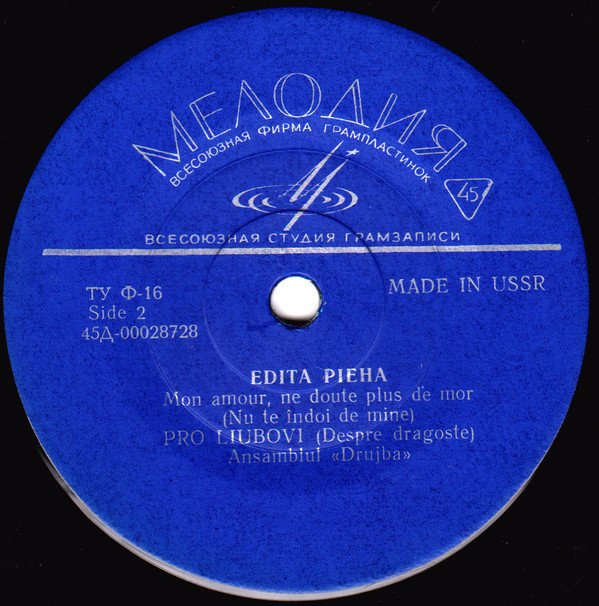 МЕЛОДИЯ
ВСЕСОЮЗНАЯ ФИРМА ГРАМПЛАСТИНОК
45
ВСЕСОЮЗНАЯ СТУДИЯ ГРАМЗАПИСИ
ТУ Ф-16
MADE IN USSR
Side 2
45Д-00028728
EDITA PIEHA
Mon amour, ne doute plus de mor
(Nu te îndoi de mine)
PRO LIUBOVI (Despre dragoste)
Ansamblul «Drujba»